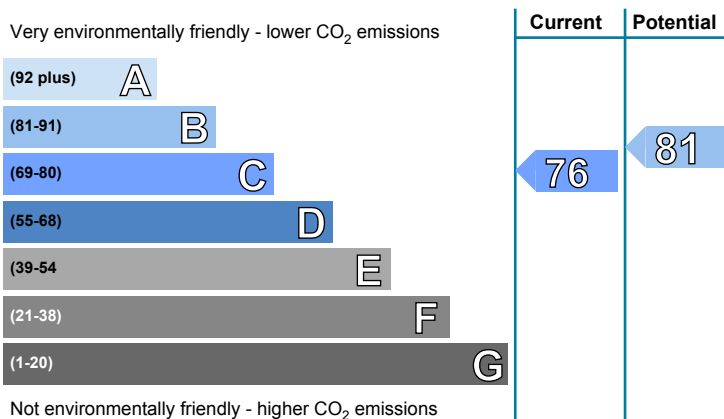 Current Potential
Very environmentally friendly - lower CO2 emissions
(92 plus) A
(81-91) B
(69-80) C
(55-68) D
(39-54 E
(21-38) F
(1-20) G
76 81
Not environmentally friendly - higher CO2 emissions